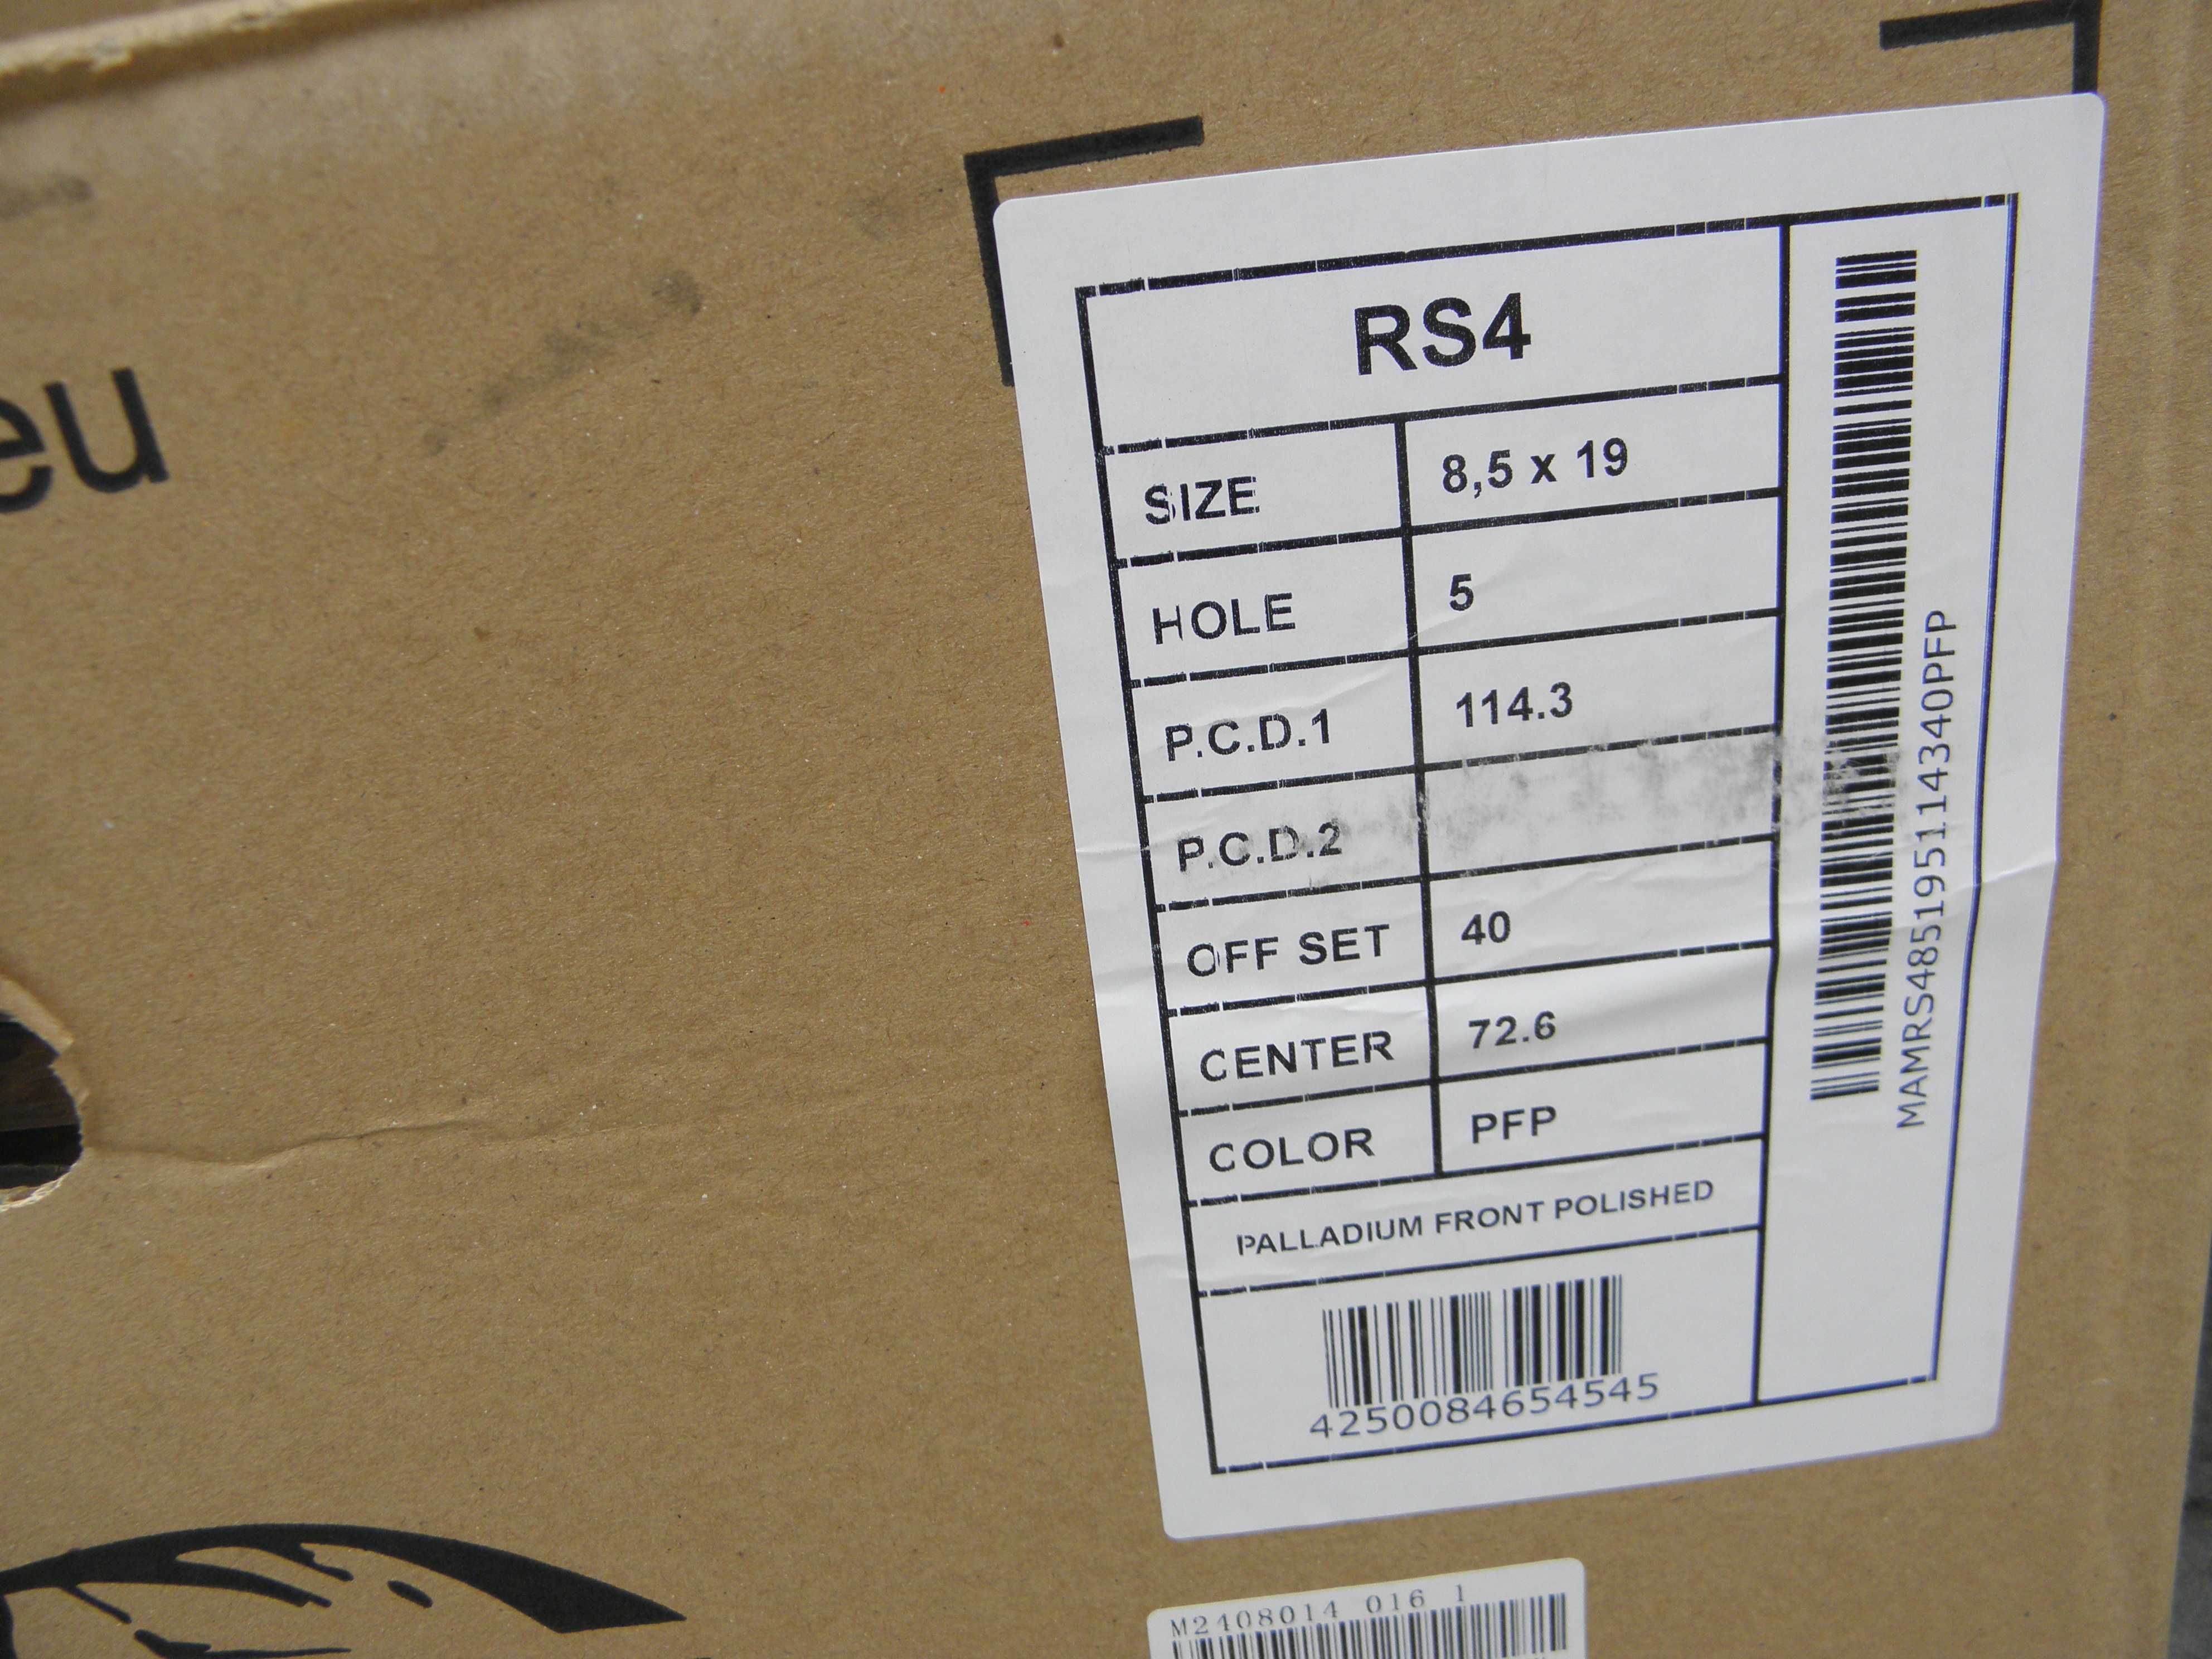 eu
RS4
SIZE 8,5 x 19
HOLE 5
P.C.D.1 114.3
P.C.D.2
OFF SET 40
CENTER 72.6
COLOR PFP
PALLADIUM FRONT POLISHED
4250084654545
MAMRS485195114340PFP
M2408014 016 1